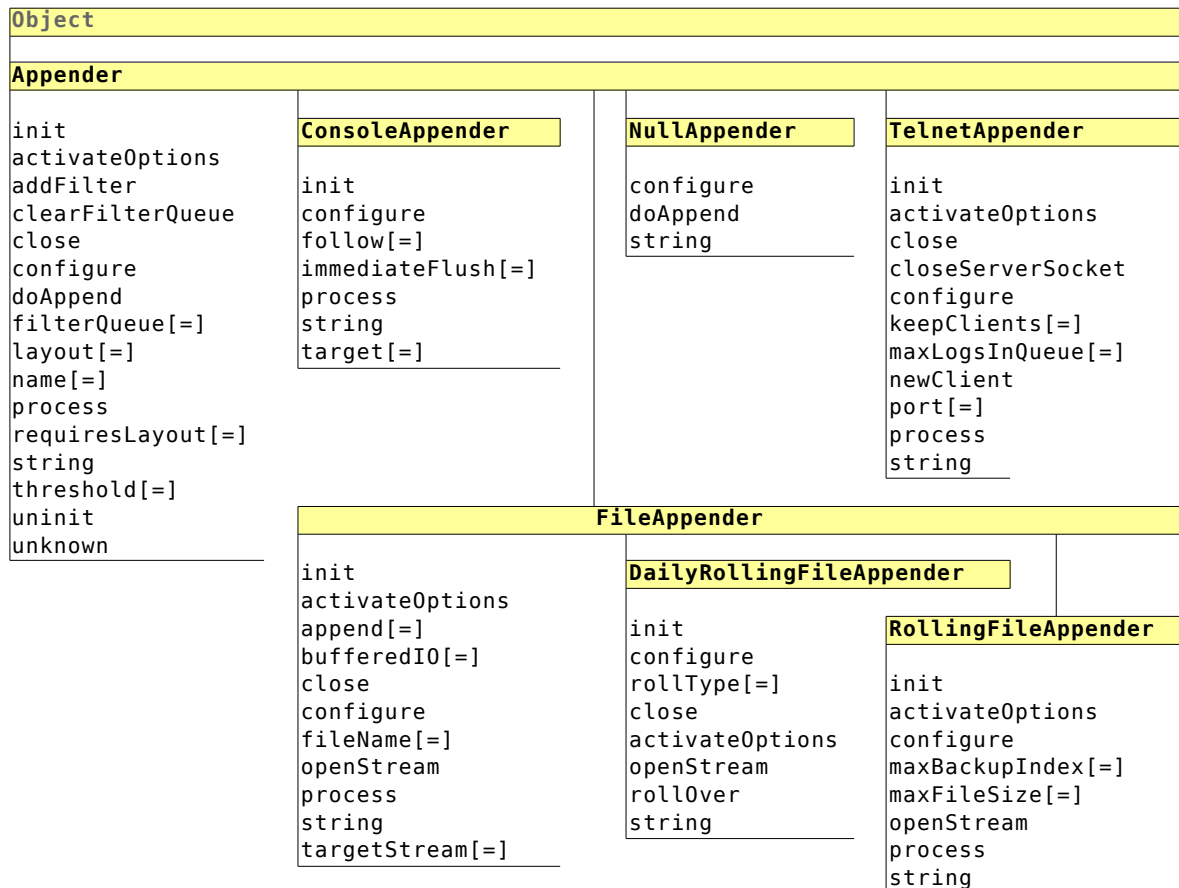 Object
Appender
init
activateOptions
addFilter
clearFilterQueue
close
configure
doAppend
filterQueue[=]
layout[=]
name[=]
process
requiresLayout[=]
string
threshold[=]
uninit
unknown
ConsoleAppender
init
configure
follow[=]
immediateFlush[=]
process
string
target[=]
NullAppender
configure
doAppend
string
TelnetAppender
init
activateOptions
close
closeServerSocket
configure
keepClients[=]
maxLogsInQueue[=]
newClient
port[=]
process
string
FileAppender
init
activateOptions
append[=]
bufferedIO[=]
close
configure
fileName[=]
openStream
process
string
targetStream[=]
DailyRollingFileAppender
init
configure
rollType[=]
close
activateOptions
openStream
rollOver
string
RollingFileAppender
init
activateOptions
configure
maxBackupIndex[=]
maxFileSize[=]
openStream
process
string